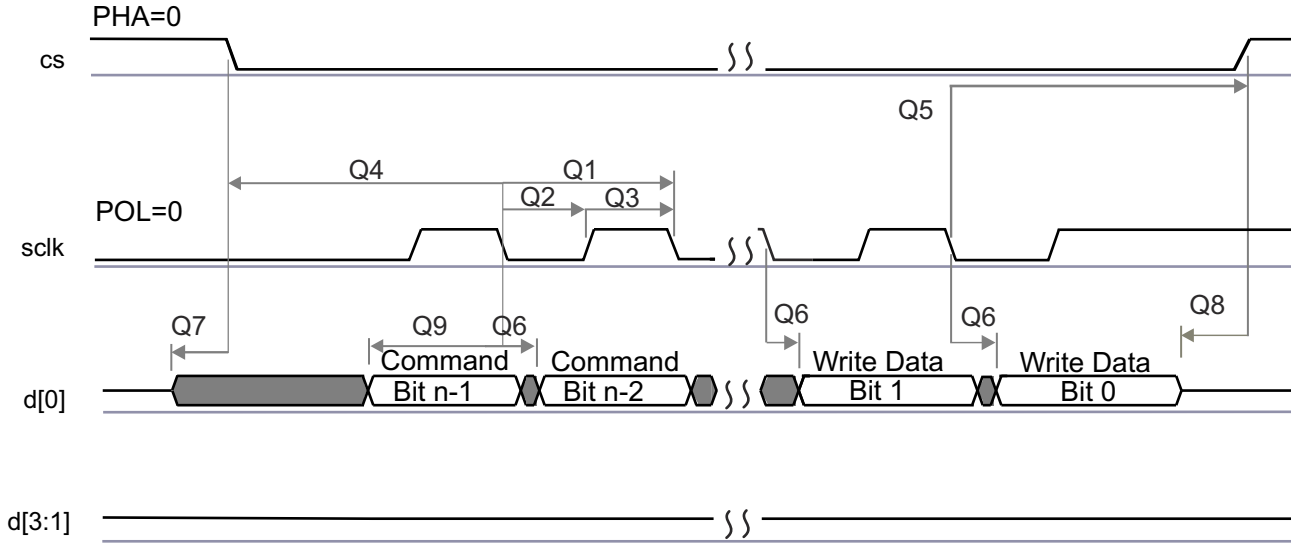 PHA=0
cs
Q5
Q4
Q1
Q2
Q3
POL=0
sclk
Q7
Q9
Q6
Q6
Q6
Q8
Command
Command
Write Data
Write Data
d[0]
Bit n-1
Bit n-2
Bit 1
Bit 0
d[3:1]